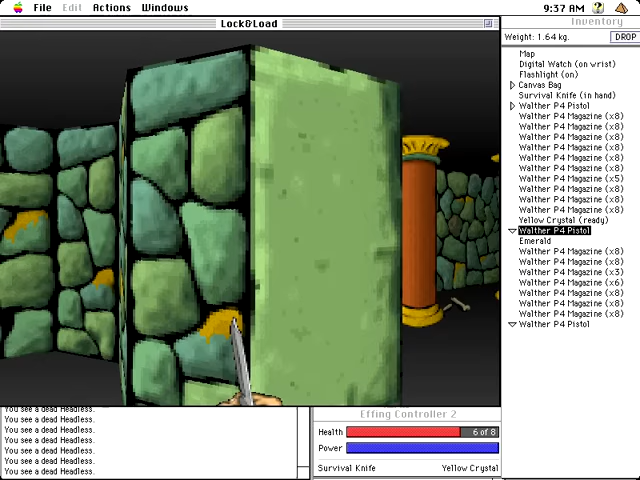 File Edit Actions Windows 9:37 AM
Lock&Load
Inventory
Weight: 1.64 kg. DROP
Map
Digital Watch (on wrist)
Flashlight (on)
Canvas Bag
Survival Knife (in hand)
Walther P4 Pistol
Walther P4 Magazine (x8)
Walther P4 Magazine (x8)
Walther P4 Magazine (x8)
Walther P4 Magazine (x8)
Walther P4 Magazine (x8)
Walther P4 Magazine (x8)
Walther P4 Magazine (x5)
Walther P4 Magazine (x8)
Walther P4 Magazine (x8)
Walther P4 Magazine (x8)
Yellow Crystal (ready)
Walther P4 Pistol
Emerald
Walther P4 Magazine (x8)
Walther P4 Magazine (x8)
Walther P4 Magazine (x3)
Walther P4 Magazine (x6)
Walther P4 Magazine (x8)
Walther P4 Magazine (x8)
Walther P4 Magazine (x8)
Walther P4 Pistol
You see a dead Headless.
You see a dead Headless.
You see a dead Headless.
You see a dead Headless.
You see a dead Headless.
You see a dead Headless.
You see a dead Headless.
Effing Controller 2
Health 6 of 8
Power
Survival Knife Yellow Crystal